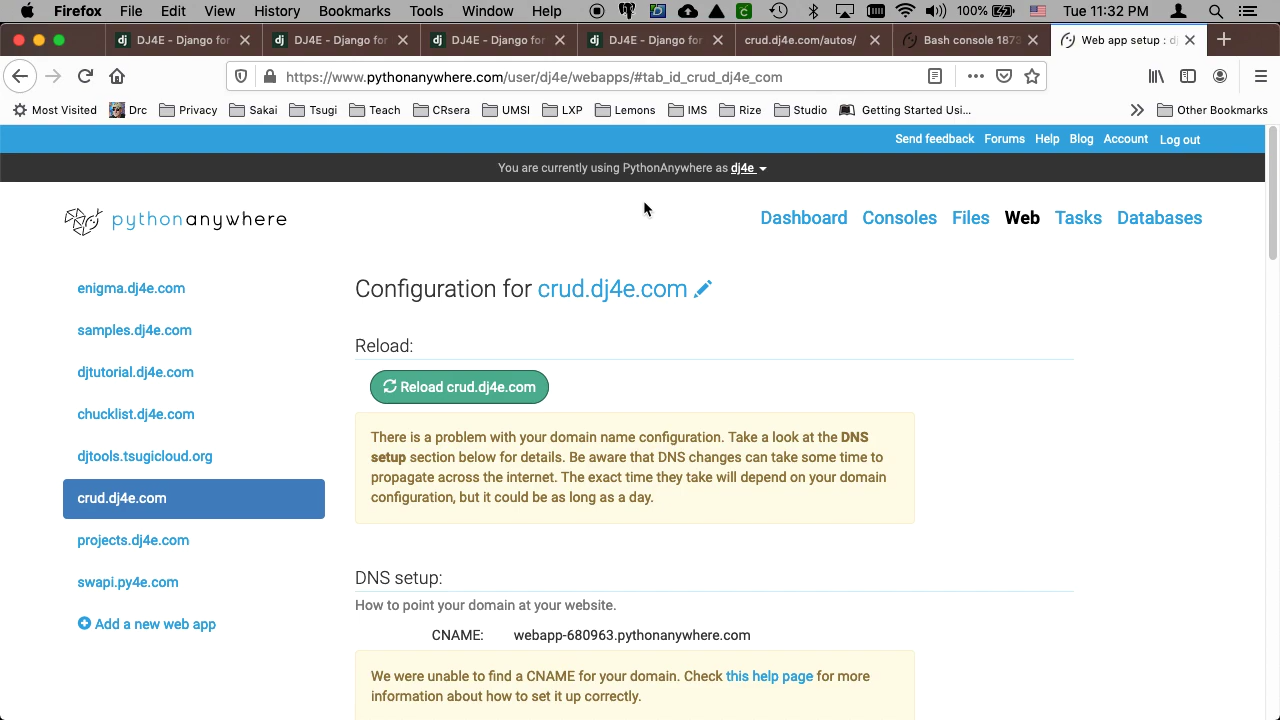 Firefox File Edit View History Bookmarks Tools Window Help 100% Tue 11:32 PM
DJ4E - Django for DJ4E - Django for DJ4E - Django for DJ4E - Django for crud.dj4e.com/autos/ Bash console 1873 Web app setup : dj
https://www.pythonanywhere.com/user/dj4e/webapps/#tab_id_crud_dj4e_com
Most Visited Drc Privacy Sakai Tsugi Teach CRsera UMSI LXP Lemons IMS Rize Studio Getting Started Usi... Other Bookmarks
Send feedback Forums Help Blog Account Log out
You are currently using PythonAnywhere as dj4e
pythonanywhere
Dashboard Consoles Files Web Tasks Databases
enigma.dj4e.com
samples.dj4e.com
djtutorial.dj4e.com
chucklist.dj4e.com
djtools.tsugicloud.org
crud.dj4e.com
projects.dj4e.com
swapi.py4e.com
Add a new web app
Configuration for crud.dj4e.com
Reload:
Reload crud.dj4e.com
There is a problem with your domain name configuration. Take a look at the DNS
setup section below for details. Be aware that DNS changes can take some time to
propagate across the internet. The exact time they take will depend on your domain
configuration, but it could be as long as a day.
DNS setup:
How to point your domain at your website.
CNAME: webapp-680963.pythonanywhere.com
We were unable to find a CNAME for your domain. Check this help page for more
information about how to set it up correctly.